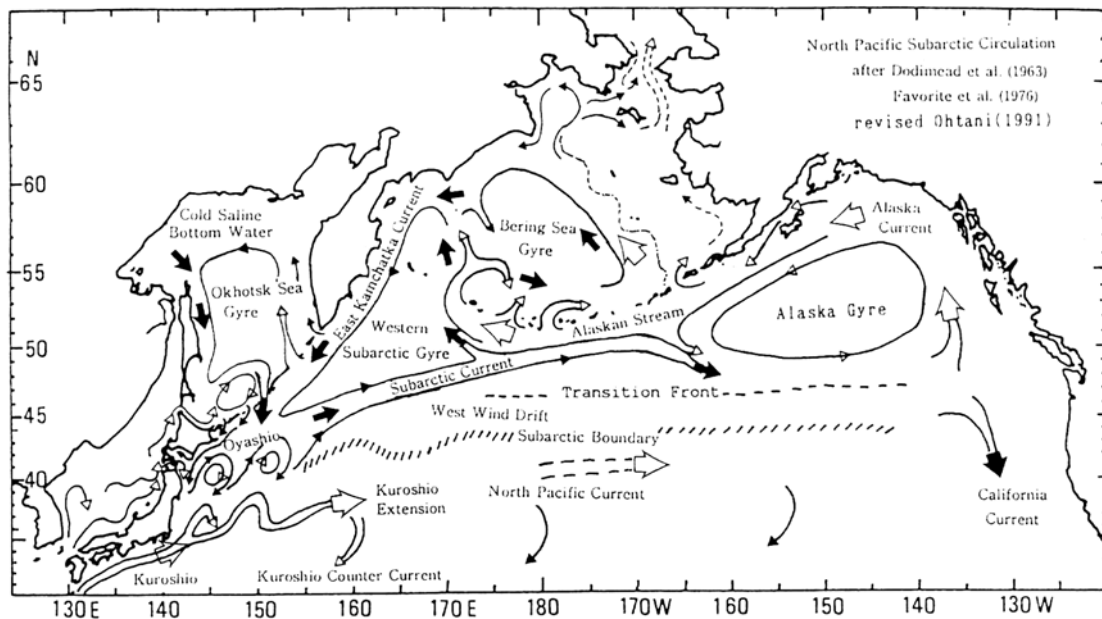 North Pacific Subarctic Circulation
after Dodimead et al. (1963)
Favorite et al. (1976)
revised Ohtani(1991)
N
65
60
55
50
45
40
Cold Saline
Bottom Water
Okhotsk Sea
Gyre
East Kamchatka Current
Bering Sea
Gyre
Alaska
Current
Western
Subarctic Gyre
Alaskan Stream
Alaska Gyre
Subarctic Current
Transition Front
West Wind Drift
Oyashio
Subarctic Boundary
North Pacific Current
Kuroshio
Extension
California
Current
Kuroshio
Kuroshio Counter Current
130 E
140
150
160
170 E
180
170 W
160
150
140
130 W